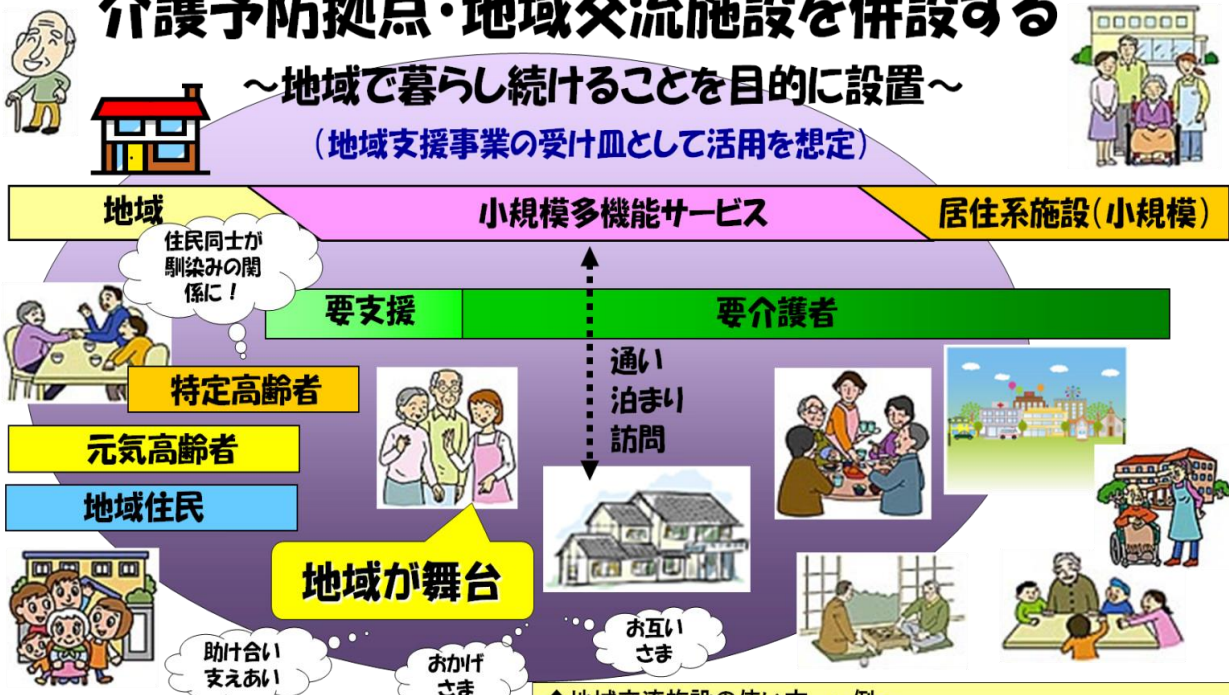 介護予防拠点・地域交流施設を併設する
～地域で暮らし続けることを目的に設置～
(地域支援事業の受け皿として活用を想定)
地域
小規模多機能サービス
居住系施設(小規模)
住民同士が
馴染みの関
係に！
要支援
要介護者
通い
泊まり
訪問
特定高齢者
元気高齢者
地域住民
地域が舞台
助け合い
支えあい
おかげ
さま
お互い
さま